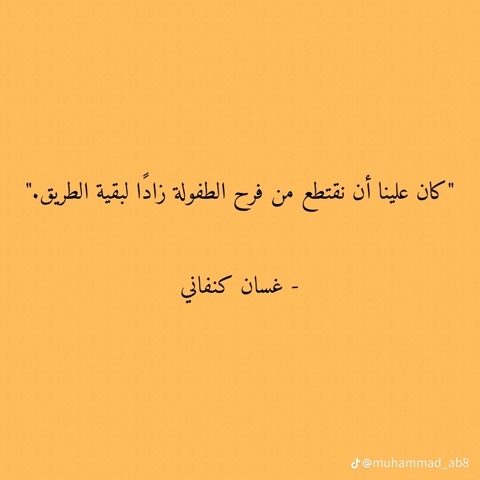 "كان علينا أن نقتطع من فرح الطفولة زادًا لبقية الطريق."
- غسان كنفاني
@muhammad_ab8